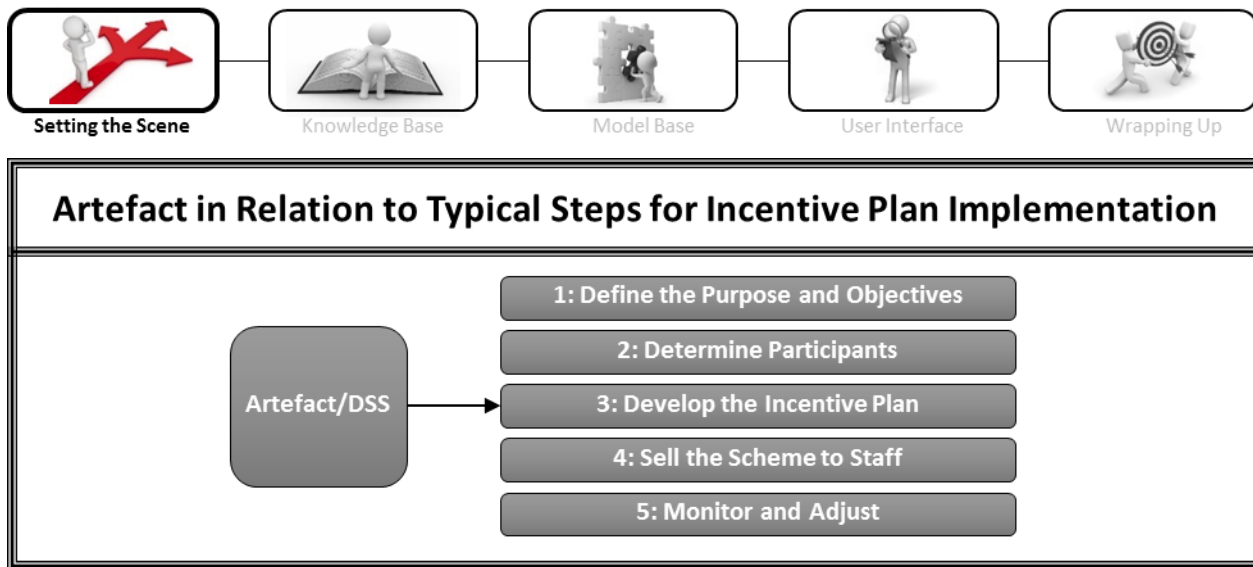 Setting the Scene
Knowledge Base
Model Base
User Interface
Wrapping Up
Artefact in Relation to Typical Steps for Incentive Plan Implementation
Artefact/DSS
1: Define the Purpose and Objectives
2: Determine Participants
3: Develop the Incentive Plan
4: Sell the Scheme to Staff
5: Monitor and Adjust